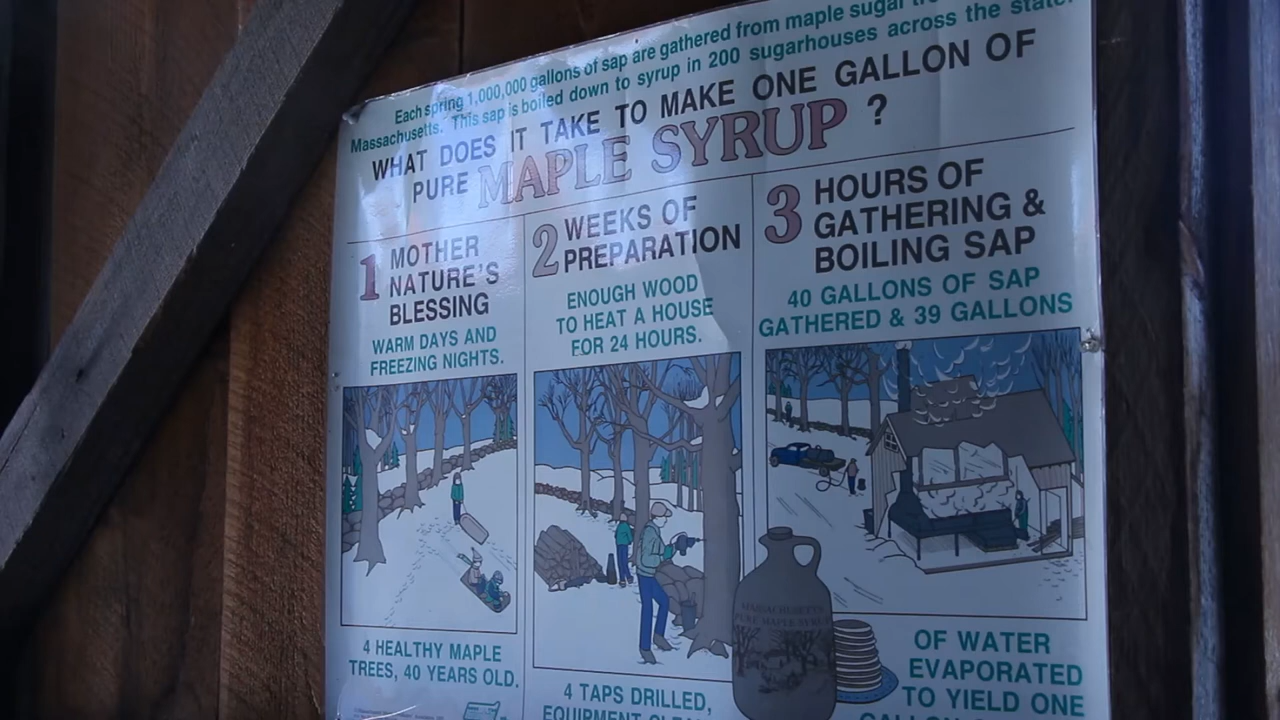 Each spring 1,000,000 gallons of sap are gathered from maple sugar
Massachusetts. This sap is boiled down to syrup in 200 sugarhouses across the state.
WHAT DOES IT TAKE TO MAKE ONE GALLON OF
PURE MAPLE SYRUP ?
1 MOTHER
NATURE'S
BLESSING
WARM DAYS AND
FREEZING NIGHTS.
4 HEALTHY MAPLE
TREES, 40 YEARS OLD.
2 WEEKS OF
PREPARATION
ENOUGH WOOD
TO HEAT A HOUSE
FOR 24 HOURS.
4 TAPS DRILLED,
EQUIPMENT
3 HOURS OF
GATHERING &
BOILING SAP
40 GALLONS OF SAP
GATHERED & 39 GALLONS
MASSACHUSETTS
PURE MAPLE SYRUP
OF WATER
EVAPORATED
TO YIELD ONE